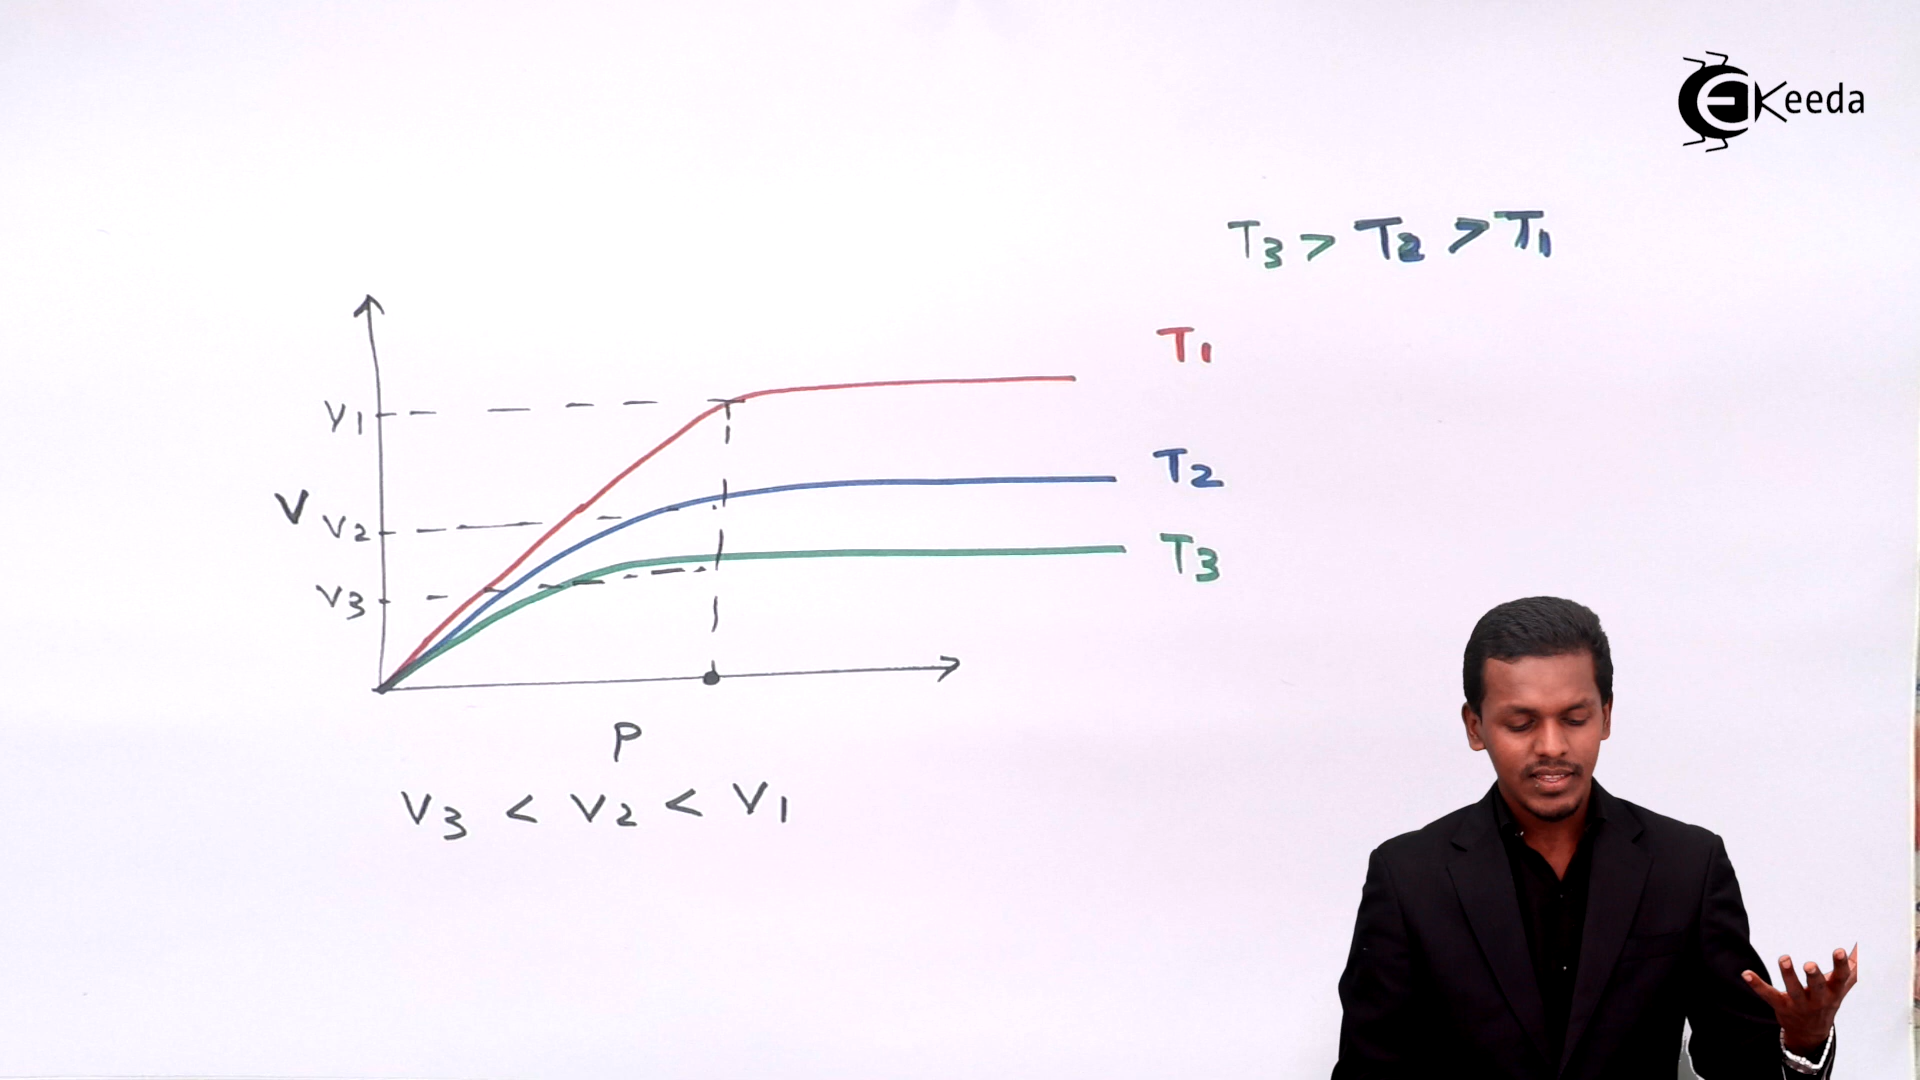 Keeda
T3 > T2 > T1
T1
V1
T2
V V2
T3
V3
P
V3 < V2 < V1